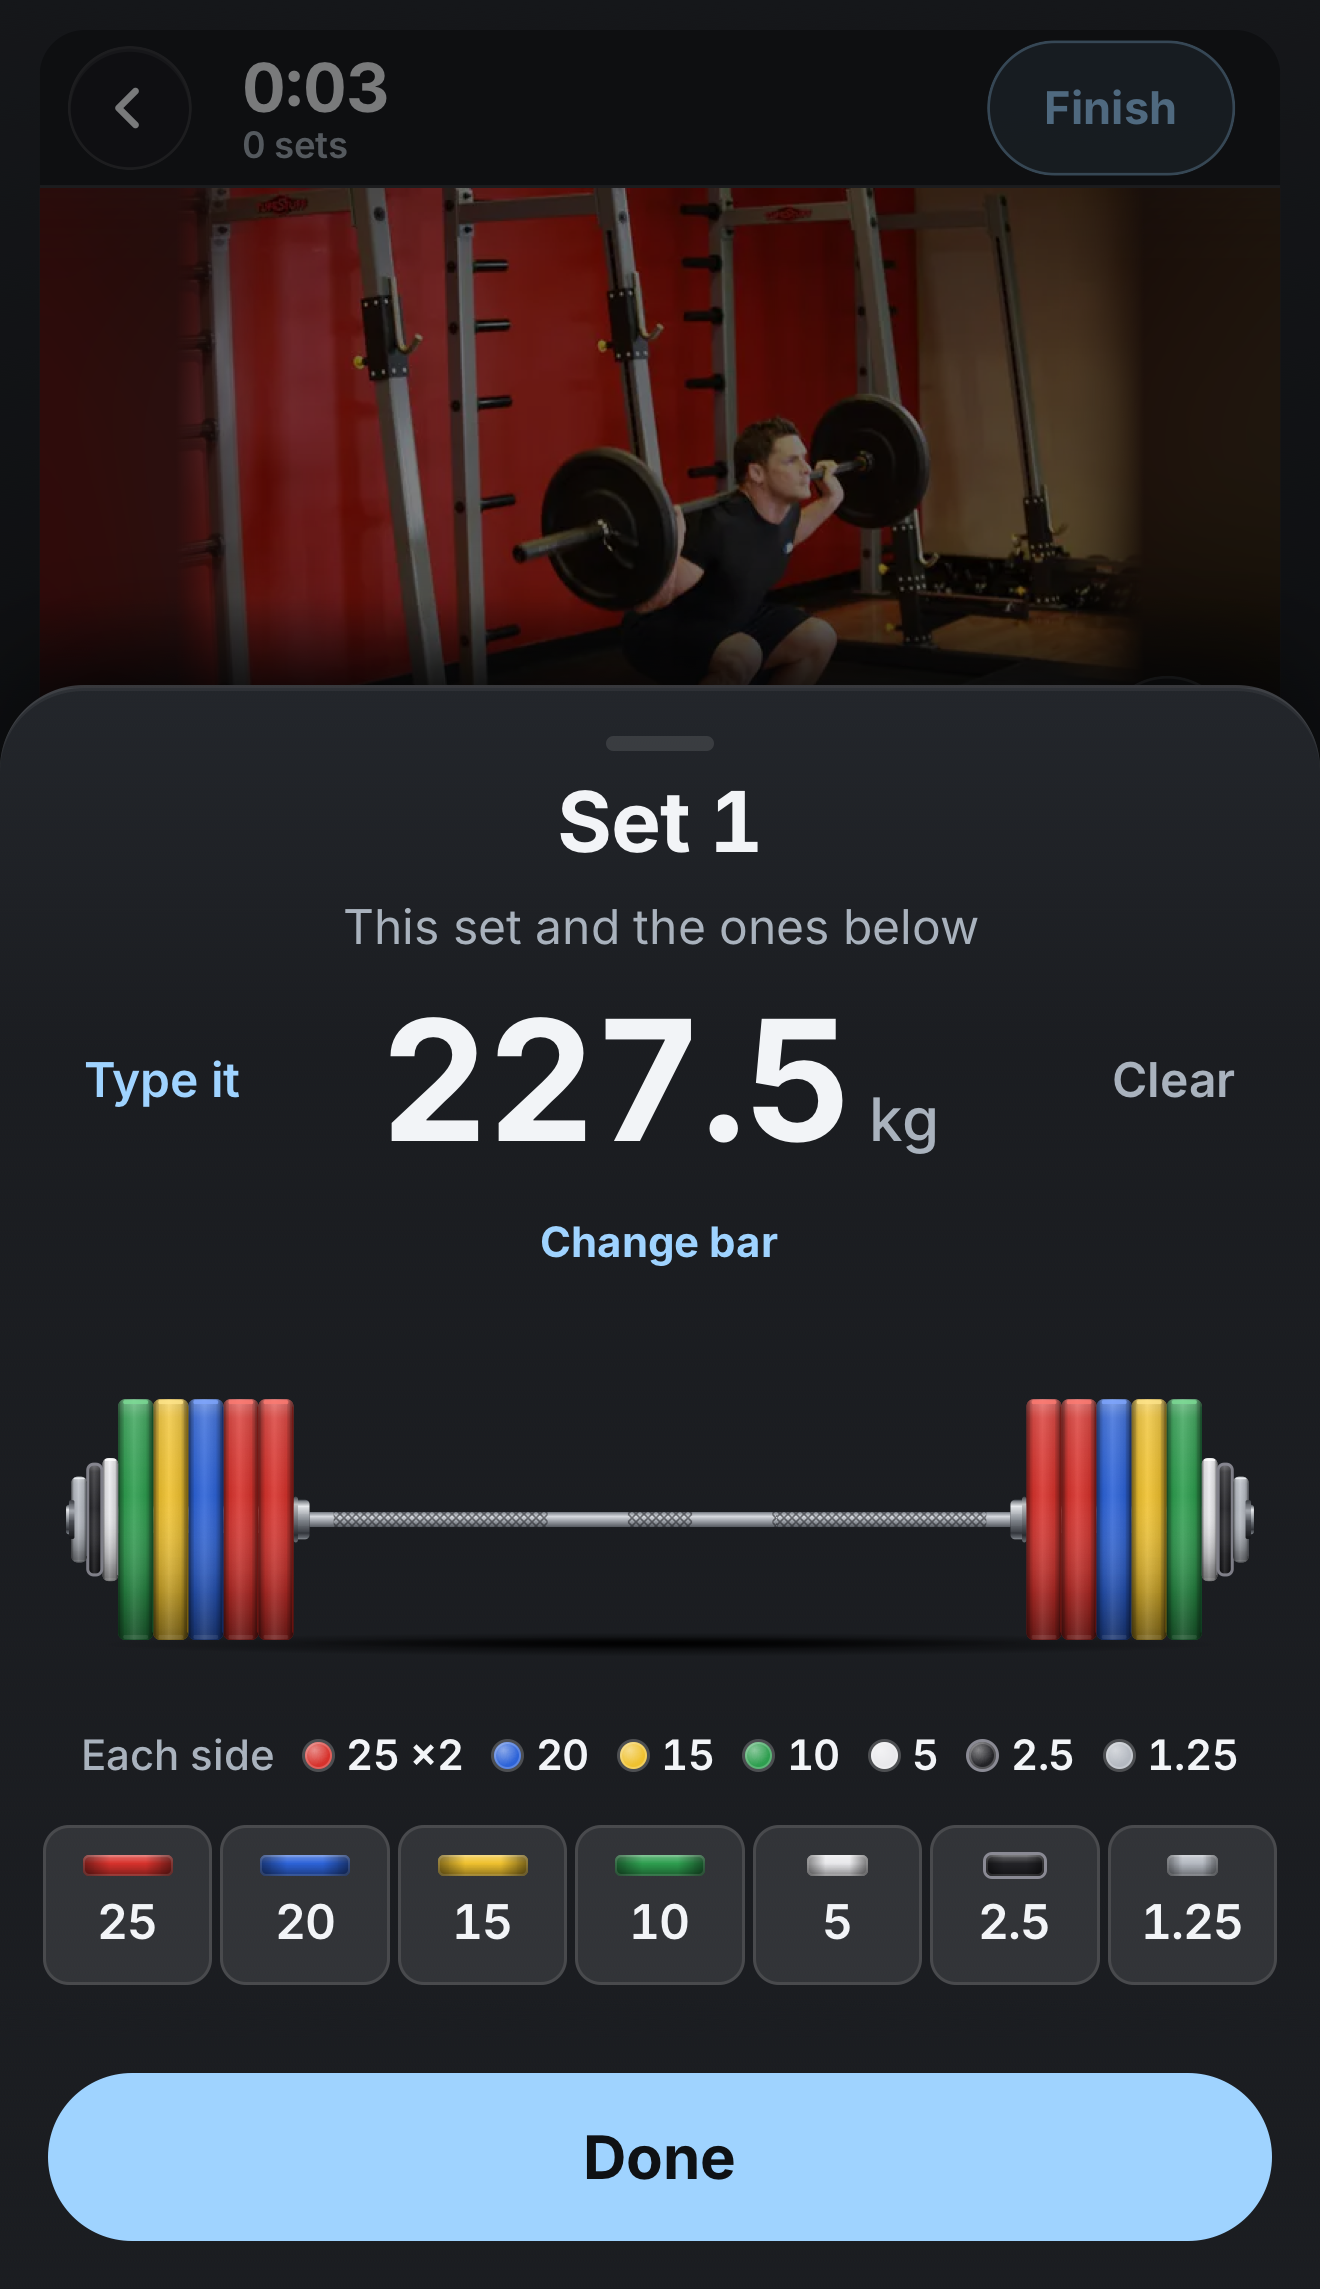 0:03
0 sets
Finish
Set 1
This set and the ones below
Type it
227.5 kg
Clear
Change bar
Each side 25 ×2 20 15 10 5 2.5 1.25
25 20 15 10 5 2.5 1.25
Done